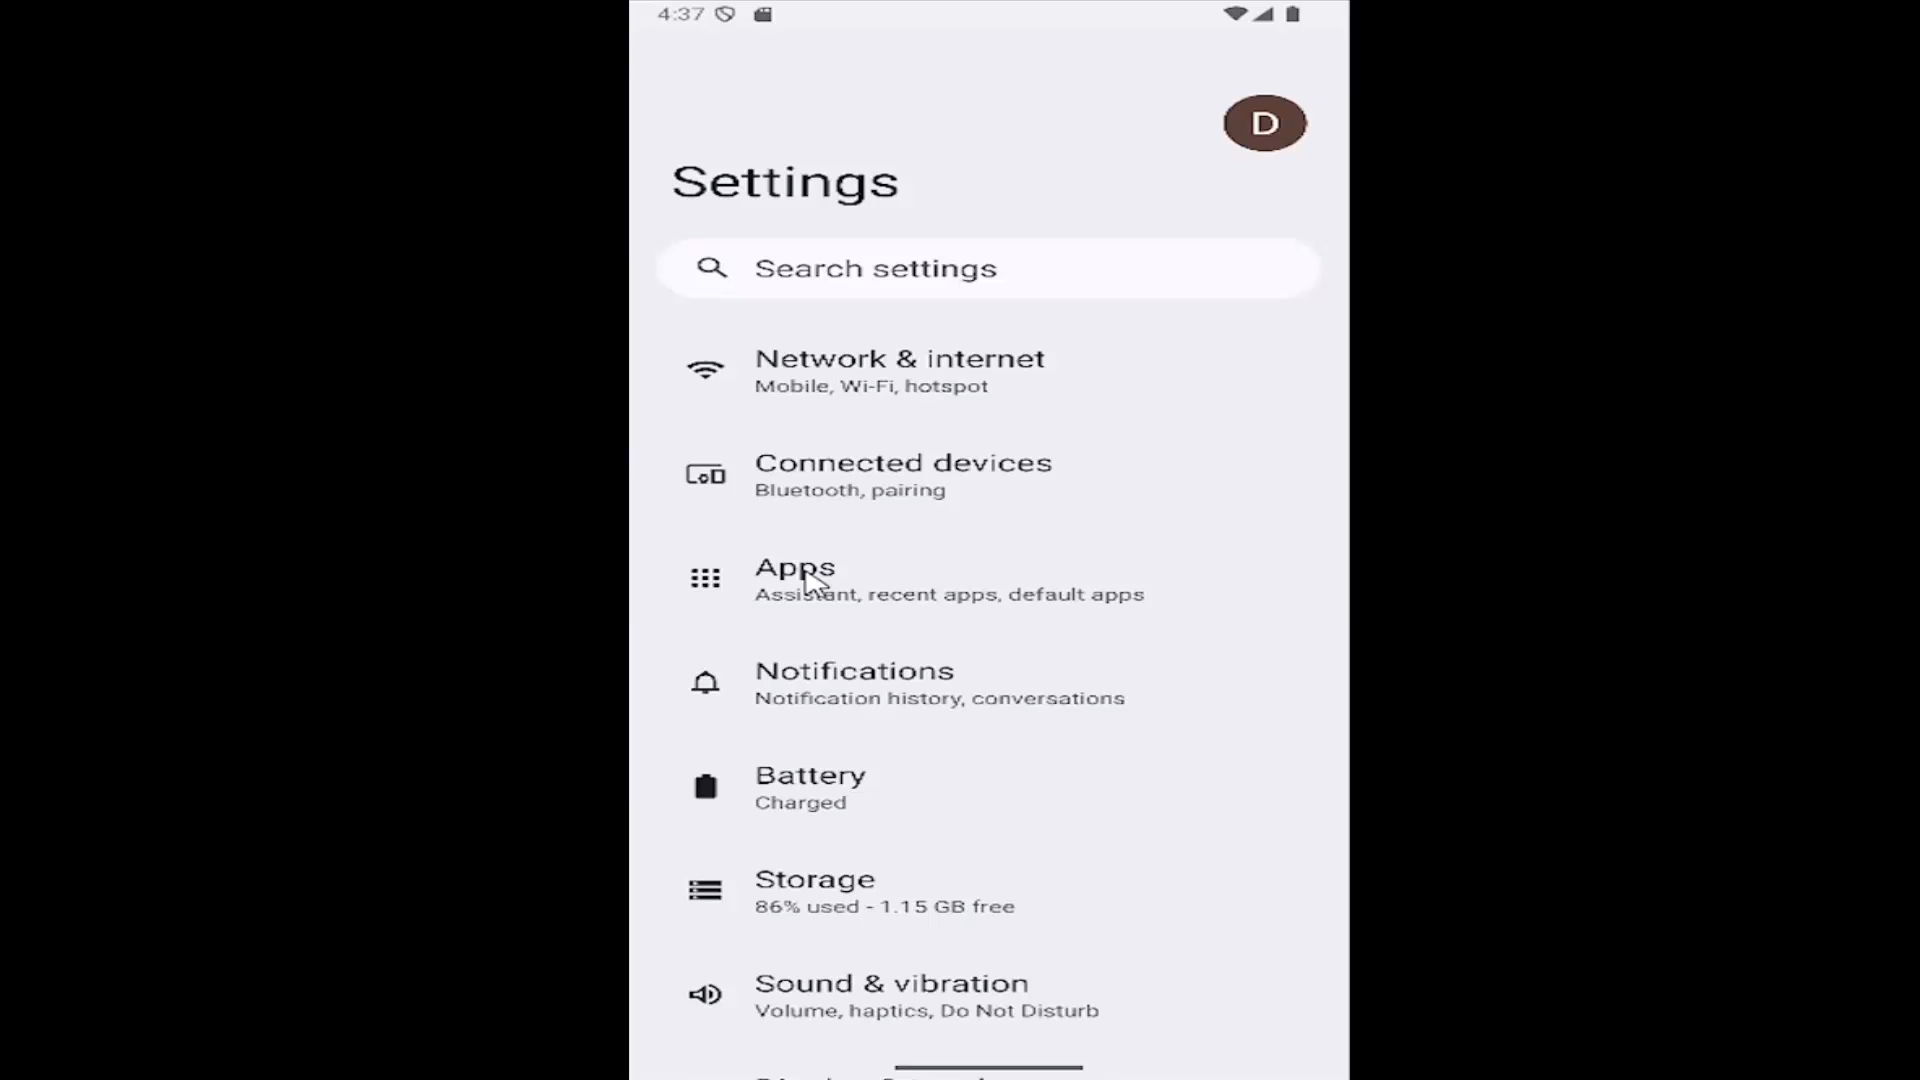 4:37
D
Settings
Search settings
Network & internet
Mobile, Wi-Fi, hotspot
Connected devices
Bluetooth, pairing
Apps
Assistant, recent apps, default apps
Notifications
Notification history, conversations
Battery
Charged
Storage
86% used - 1.15 GB free
Sound & vibration
Volume, haptics, Do Not Disturb